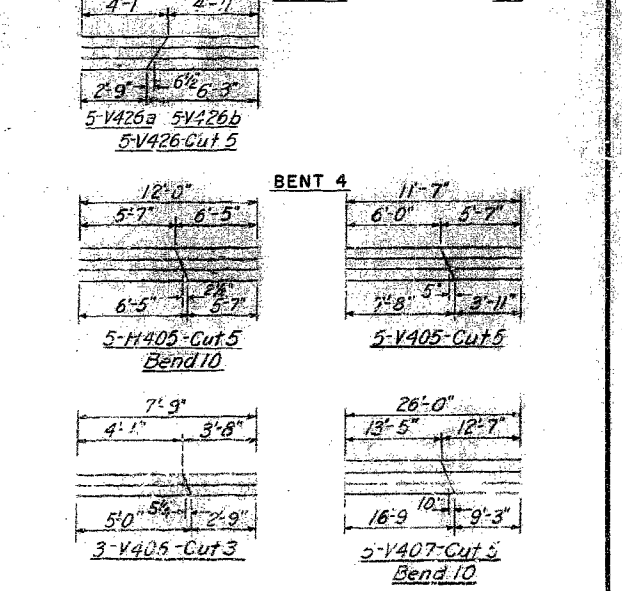 4'-1" 4'-11"
6½"
2'-9" 6'-3"
5-V426a 5-V426b
5-V426-Cut 5
BENT 4
12'-0"
5'-7" 6'-5"
2½"
6'-5" 5'-7"
5-H405-Cut 5
Bend 10
11'-7"
6'-0" 5'-7"
5"
7'-8" 3'-11"
5-V405-Cut 5
7'-9"
4'-1" 3'-8"
5½"
5'-0" 2'-9"
3-V406-Cut 3
26'-0"
13'-5" 12'-7"
10"
16-9 9'-3"
5-V407-Cut 5
Bend 10